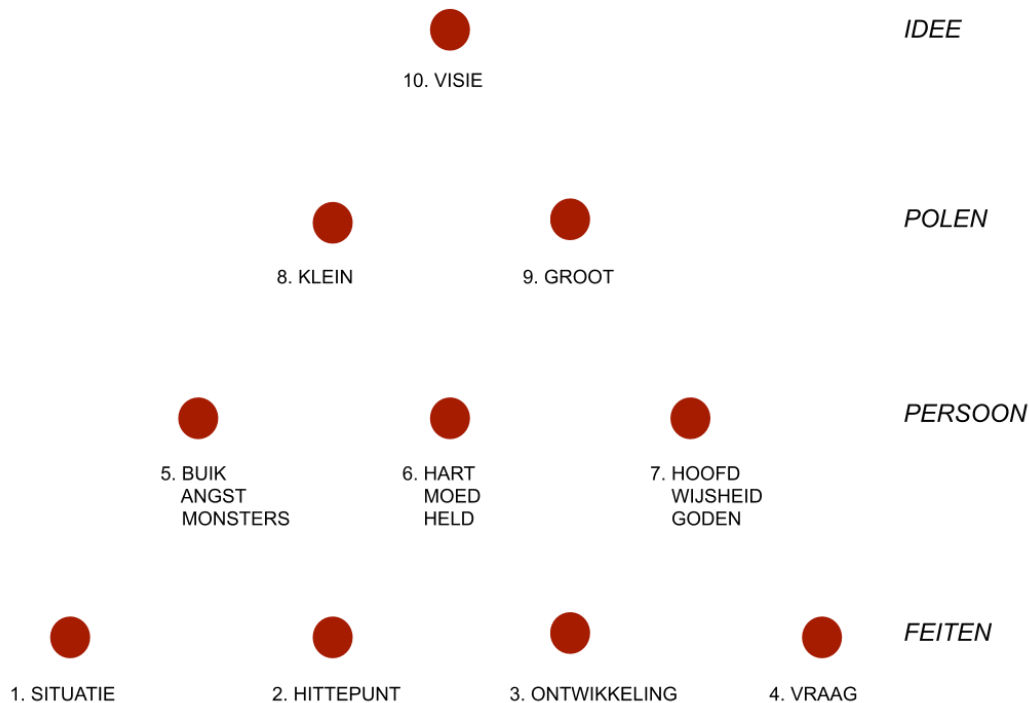 IDEE
10. VISIE
POLEN
8. KLEIN
9. GROOT
PERSOON
5. BUIK
ANGST
MONSTERS
6. HART
MOED
HELD
7. HOOFD
WIJSHEID
GODEN
FEITEN
1. SITUATIE
2. HITTEPUNT
3. ONTWIKKELING
4. VRAAG